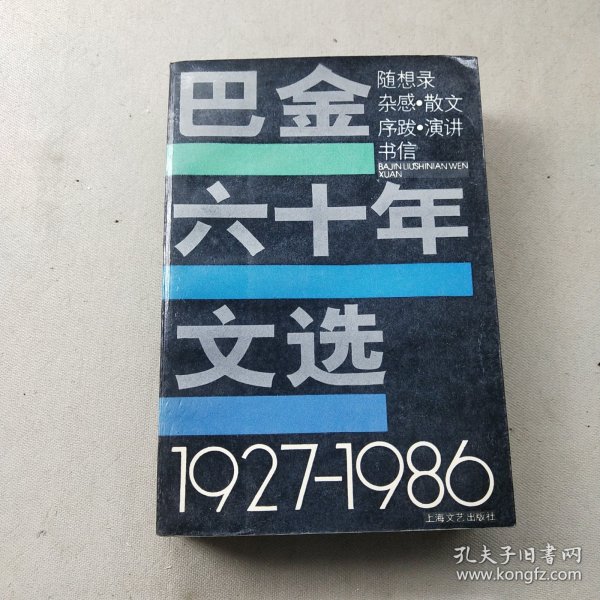 巴金
随想录
杂感•散文
序跋•演讲
书信
BAJIN LIUSHINIAN WEN
XUAN
六十年
文选
1927-1986
上海文艺出版社
孔夫子旧书网
www.kongfz.com